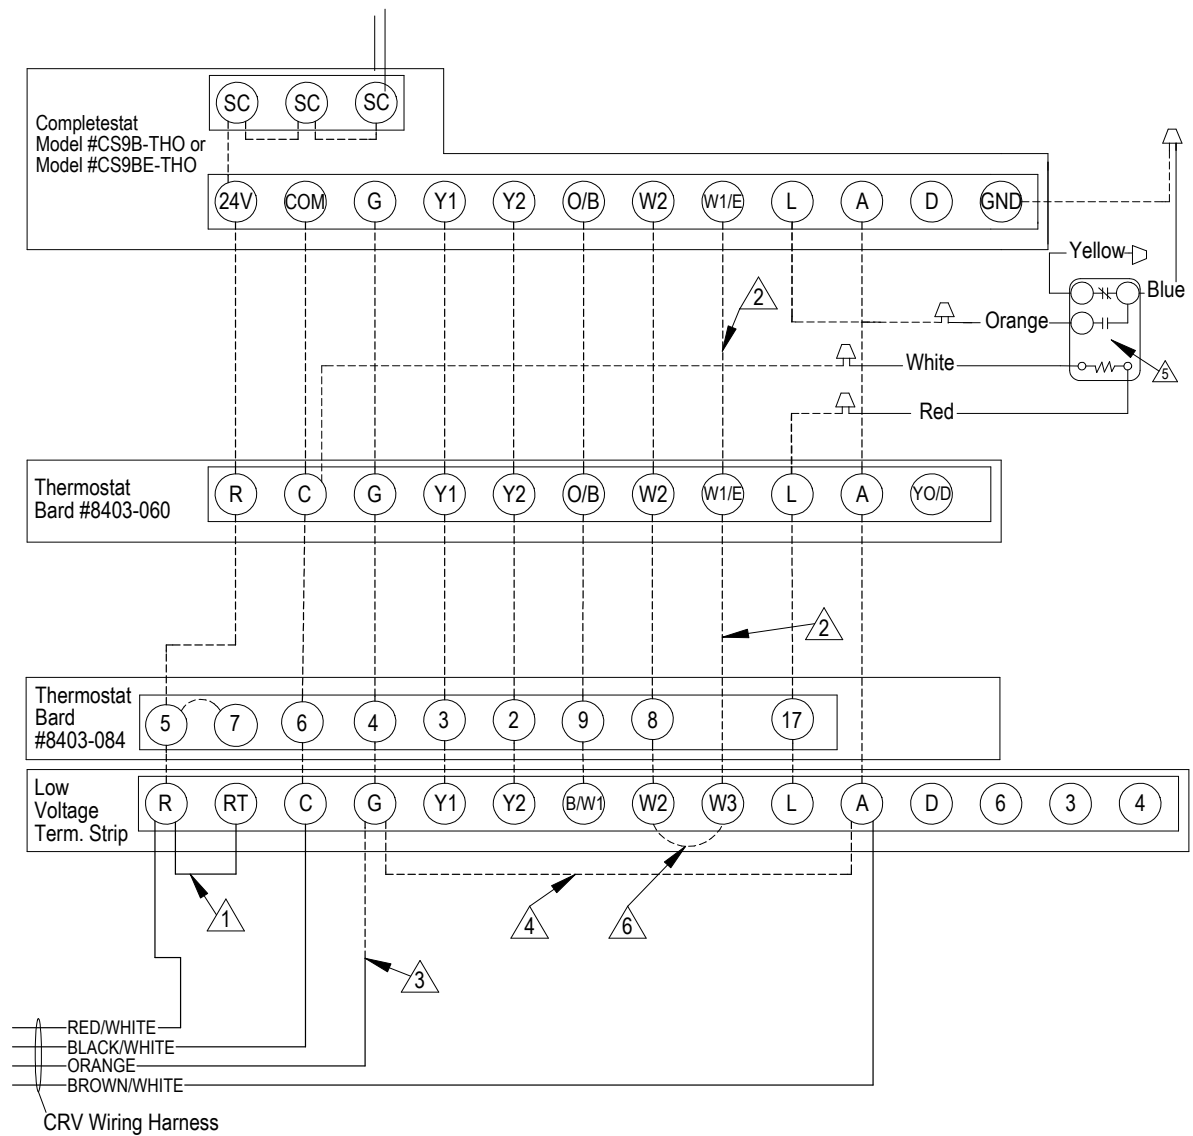 SC SC SC
Completestat
Model #CS9B-THO or
Model #CS9BE-THO
24V COM G Y1 Y2 O/B W2 W1/E L A D GND
Yellow
Blue
2
Orange
5
White
Red
Thermostat
Bard #8403-060
R C G Y1 Y2 O/B W2 W1/E L A YO/D
2
Thermostat
Bard
#8403-084
5 7 6 4 3 2 9 8 17
Low
Voltage
Term. Strip
R RT C G Y1 Y2 B/W1 W2 W3 L A D 6 3 4
1
4
6
3
RED/WHITE
BLACK/WHITE
ORANGE
BROWN/WHITE
CRV Wiring Harness